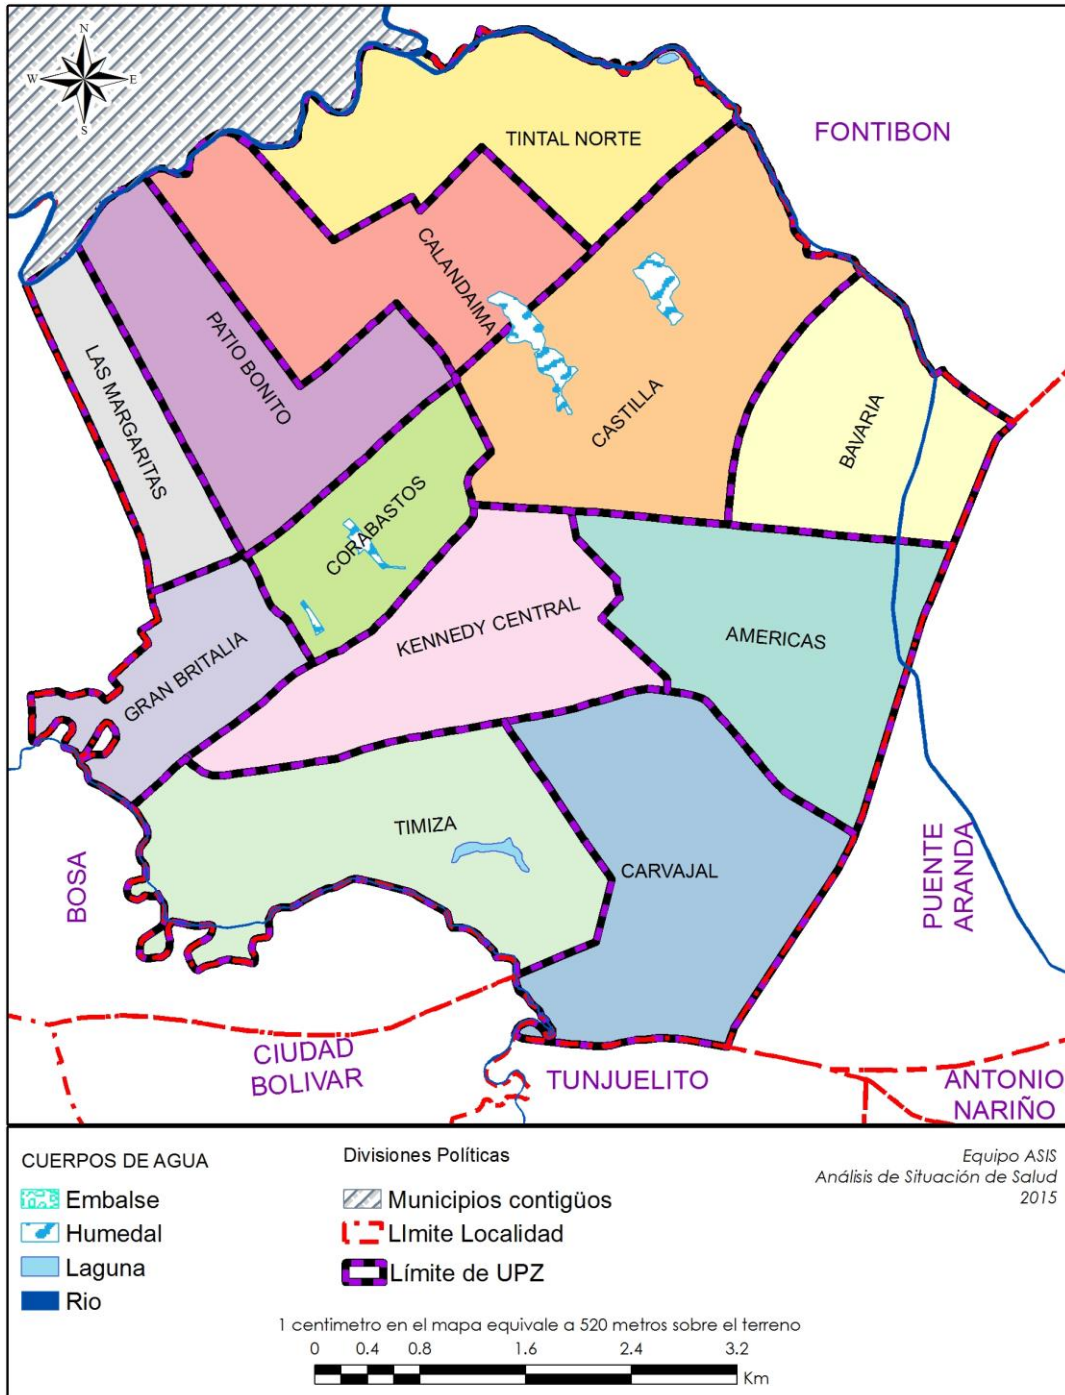 N
W E
S
TINTAL NORTE
FONTIBON
CALANDAIMA
PATIO BONITO
LAS MARGARITAS
CASTILLA
BAVARIA
CORABASTOS
KENNEDY CENTRAL
AMERICAS
GRAN BRITALIA
TIMIZA
CARVAJAL
BOSA
PUENTE
ARANDA
CIUDAD
BOLIVAR
TUNJUELITO
ANTONIO
NARIÑO
CUERPOS DE AGUA
Embalse
Humedal
Laguna
Rio
Divisiones Políticas
Municipios contigüos
LÍmite Localidad
Límite de UPZ
Equipo ASIS
Análisis de Situación de Salud
2015
1 centimetro en el mapa equivale a 520 metros sobre el terreno
0 0.4 0.8 1.6 2.4 3.2
Km